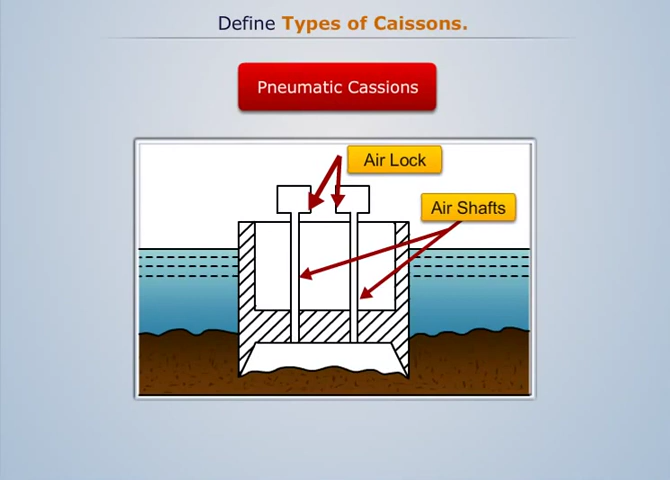 Define Types of Caissons.
Pneumatic Cassions
Air Lock
Air Shafts